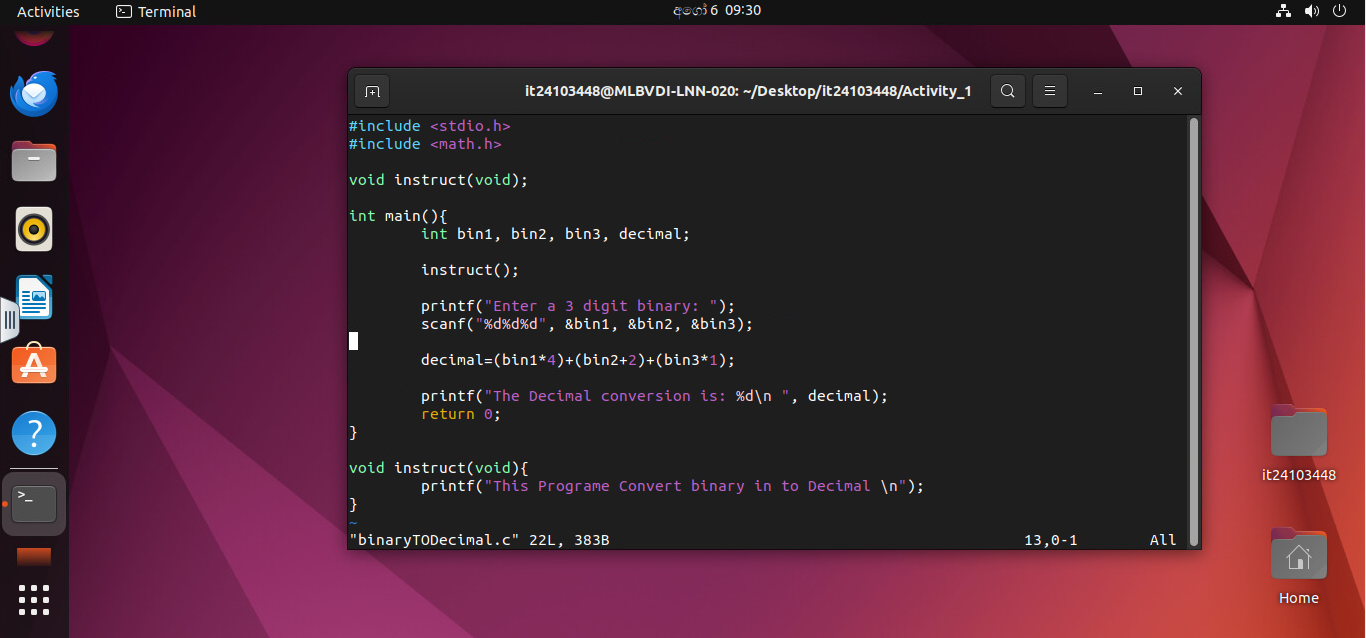 Activities
Terminal
අගෝ 6 09:30
it24103448@MLBVDI-LNN-020: ~/Desktop/it24103448/Activity_1
#include <stdio.h>
#include <math.h>
void instruct(void);
int main(){
int bin1, bin2, bin3, decimal;
instruct();
printf("Enter a 3 digit binary: ");
scanf("%d%d%d", &bin1, &bin2, &bin3);
decimal=(bin1*4)+(bin2+2)+(bin3*1);
printf("The Decimal conversion is: %d\n ", decimal);
return 0;
}
void instruct(void){
printf("This Programe Convert binary in to Decimal \n");
}
~
"binaryTODecimal.c" 22L, 383B 13,0-1 All
it24103448
Home